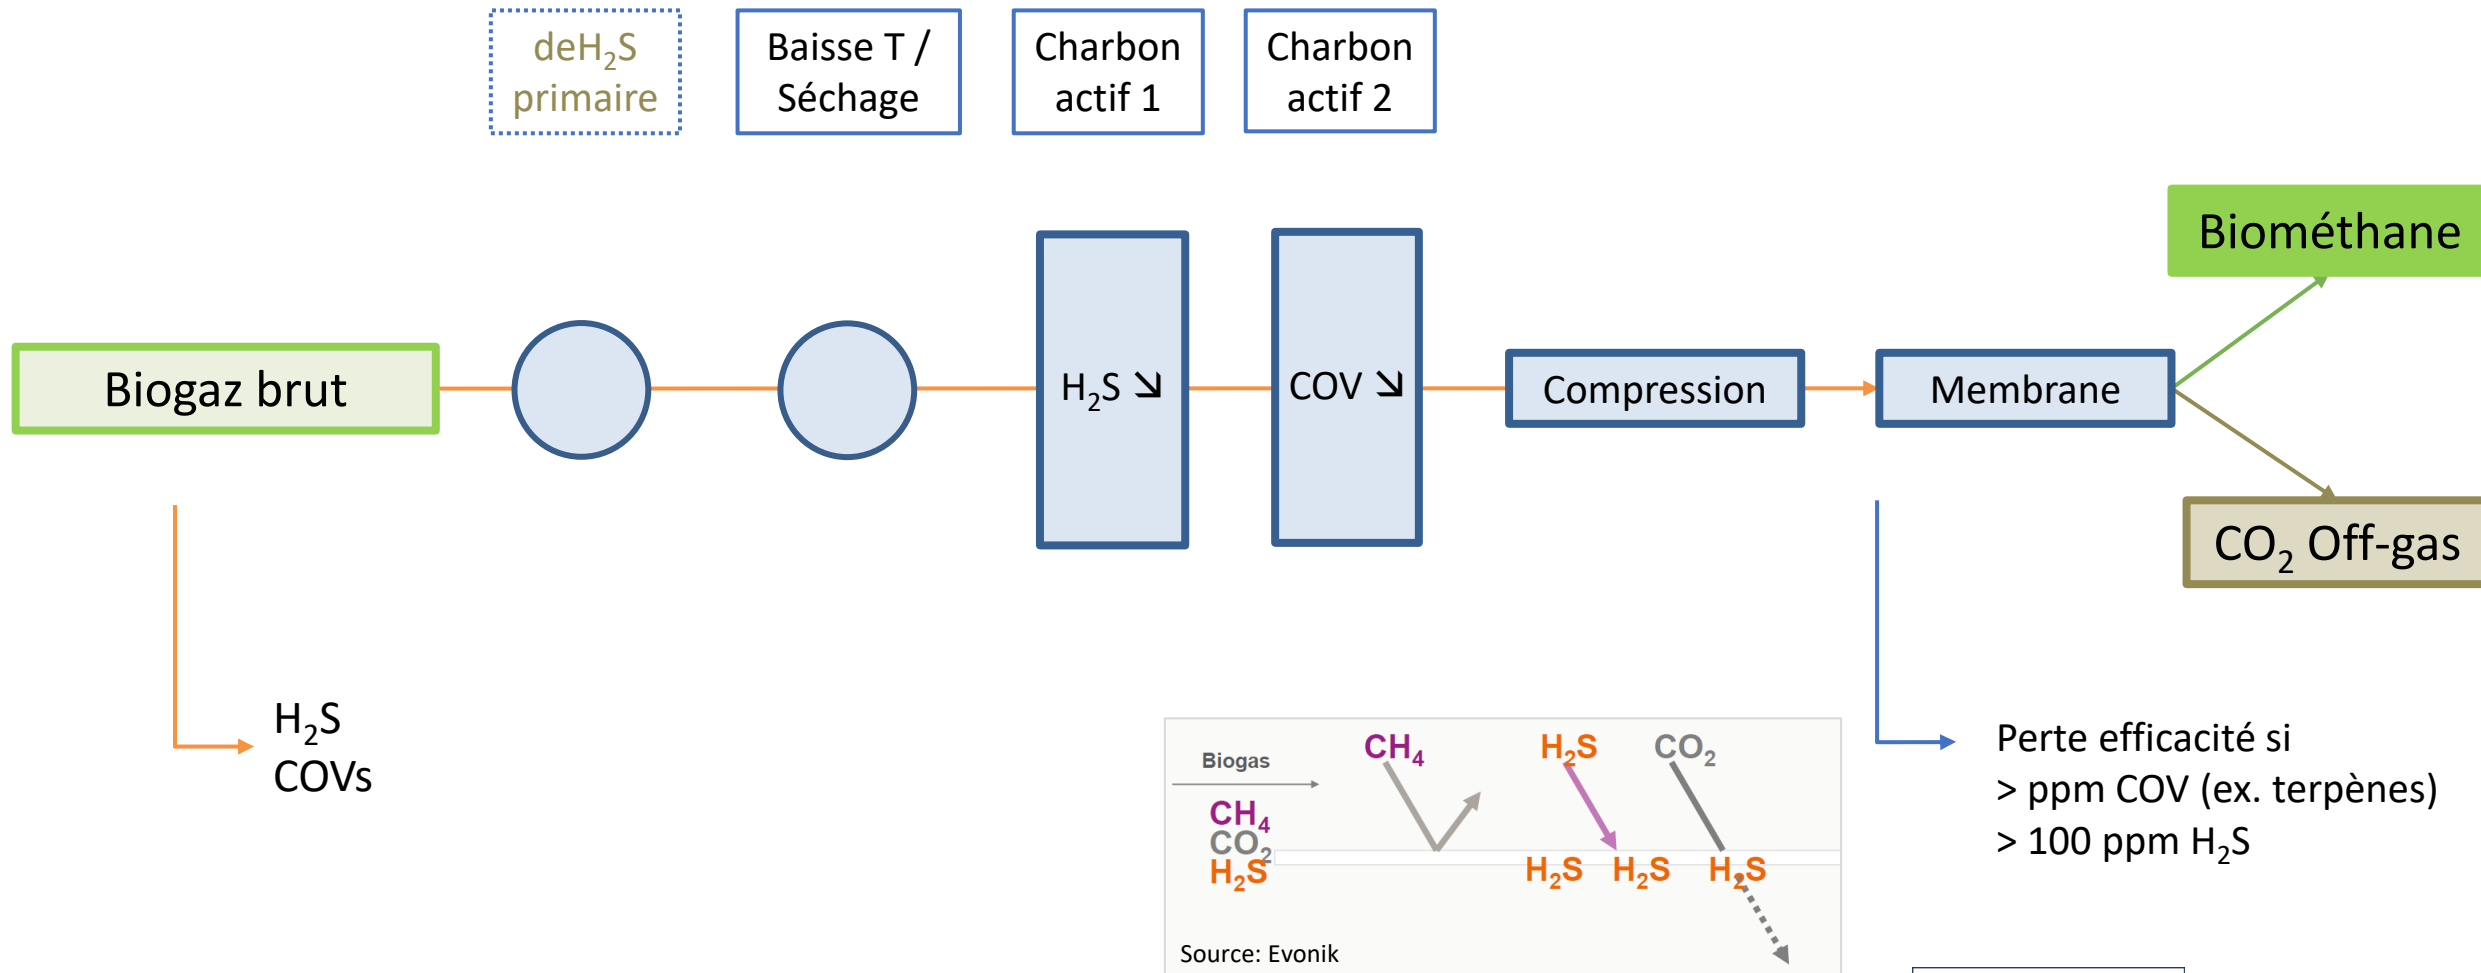 deH₂S
primaire
Baisse T /
Séchage
Charbon
actif 1
Charbon
actif 2
Biométhane
Biogaz brut
H₂S ↘
COV ↘
Compression
Membrane
CO₂ Off-gas
H₂S
COVs
Biogas
CH₄
CO₂
H₂S
CH₄
H₂S
CO₂
H₂S
H₂S
H₂S
Source: Evonik
Perte efficacité si
> ppm COV (ex. terpènes)
> 100 ppm H₂S